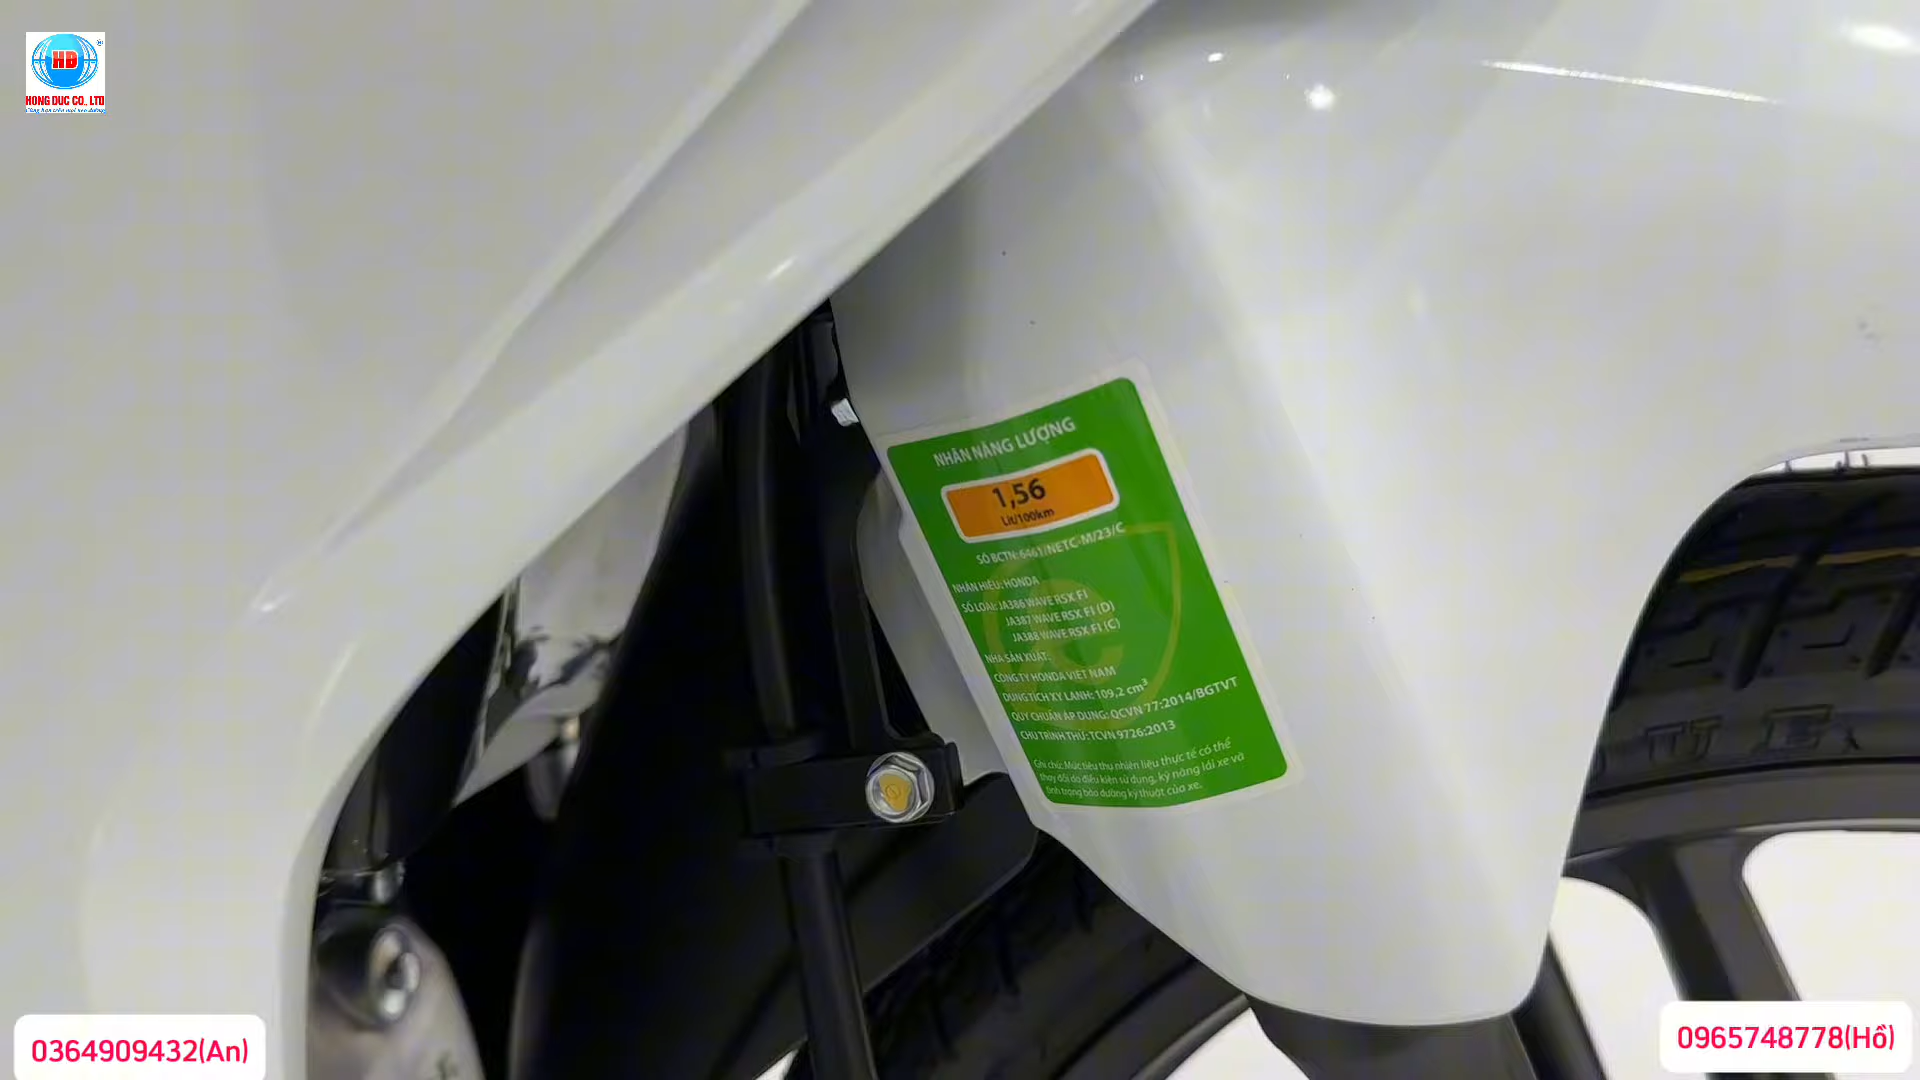 HD
HONG DUC CO., LTD
NHÃN NĂNG LƯỢNG
1,56
Lít/100km
SỐ BCTN: 6461/NETC-M/23/C
NHÃN HIỆU: HONDA
SỐ LOẠI: JA386 WAVE RSX FI
JA387 WAVE RSX FI (D)
JA388 WAVE RSX FI (C)
NHÀ SẢN XUẤT:
CÔNG TY HONDA VIỆT NAM
DUNG TÍCH XY LANH: 109,2 cm³
QUY CHUẨN ÁP DỤNG: QCVN 77:2014/BGTVT
CHU TRÌNH THỬ: TCVN 9726:2013
Ghi chú: Mức tiêu thụ nhiên liệu thực tế có thể
thay đổi do điều kiện sử dụng, kỹ năng lái xe và
tình trạng bảo dưỡng kỹ thuật của xe.
0364909432(An)
0965748778(Hồ)